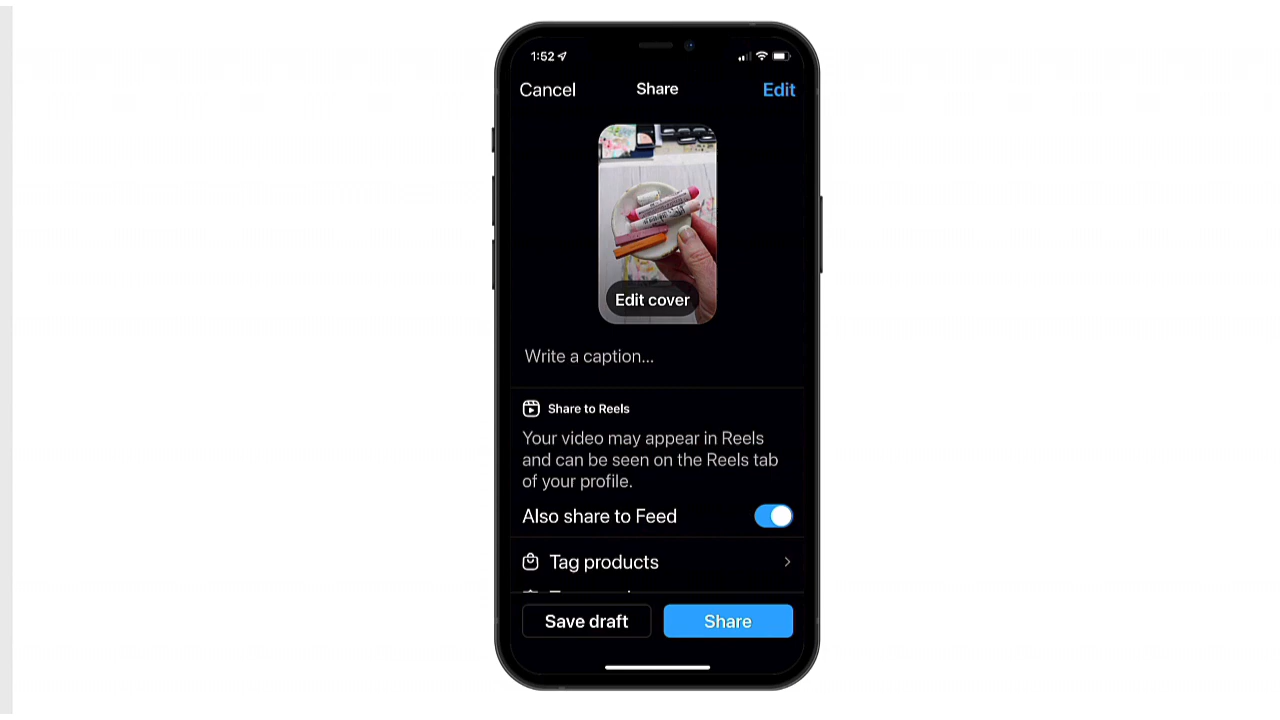 1:52
Cancel
Share
Edit
Edit cover
Write a caption...
Share to Reels
Your video may appear in Reels
and can be seen on the Reels tab
of your profile.
Also share to Feed
Tag products
Save draft
Share